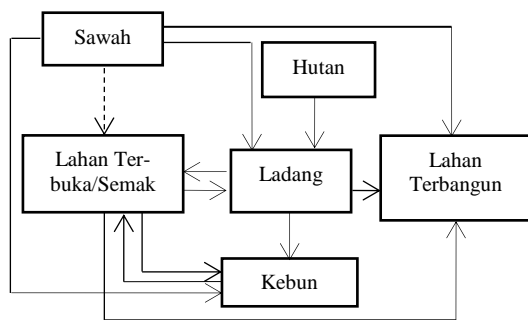 Sawah
Hutan
Lahan Ter-
buka/Semak
Ladang
Lahan
Terbangun
Kebun